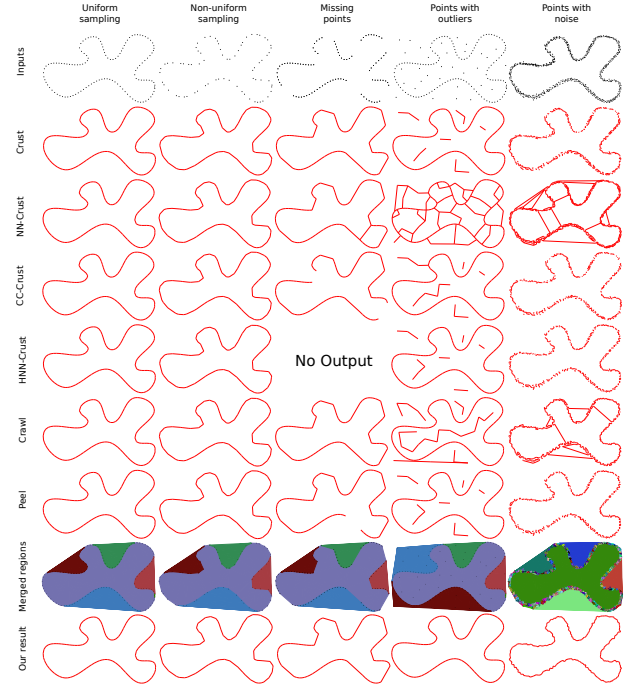 Uniform
sampling
Non-uniform
sampling
Missing
points
Points with
outliers
Points with
noise
Inputs
Crust
NN-Crust
CC-Crust
HNN-Crust
No Output
Crawl
Peel
Merged regions
Our result